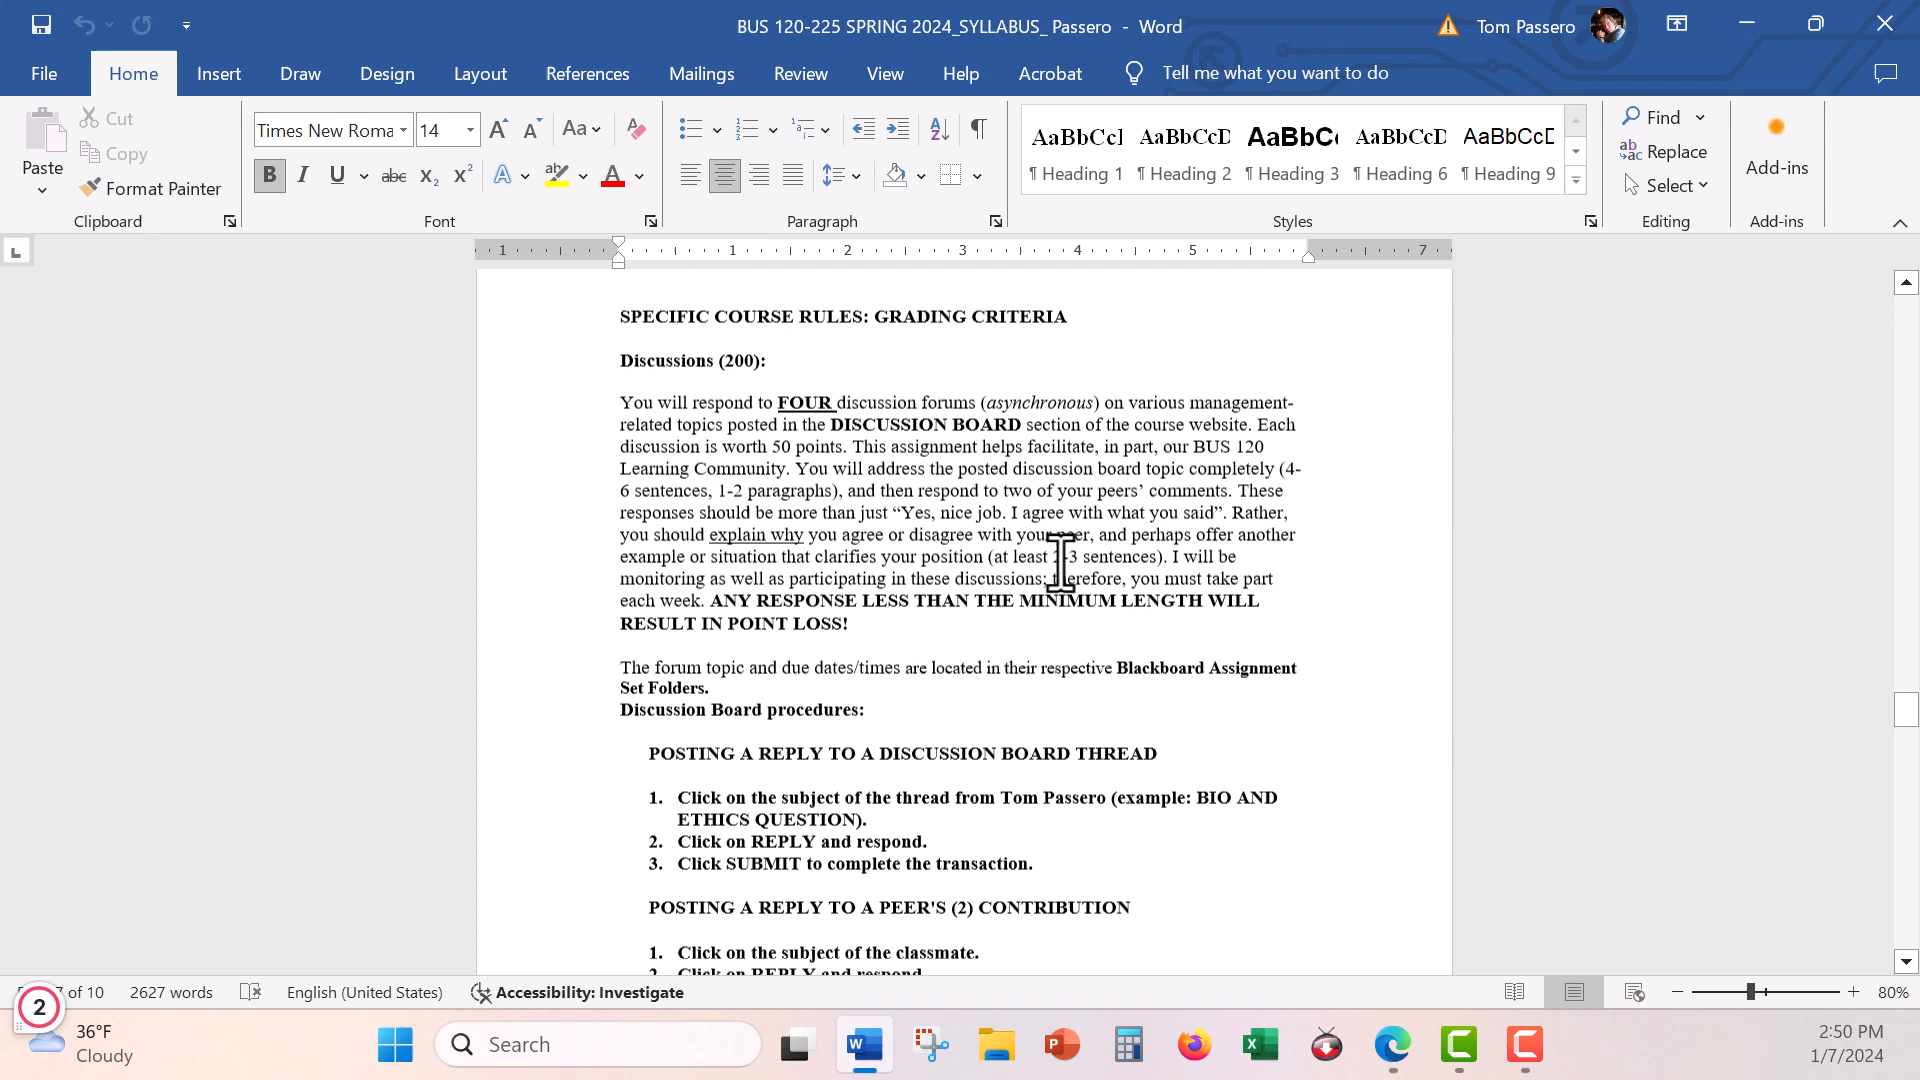 BUS 120-225 SPRING 2024_SYLLABUS_ Passero - Word
Tom Passero
File Home Insert Draw Design Layout References Mailings Review View Help Acrobat Tell me what you want to do
Paste
Cut
Copy
Format Painter
Clipboard
Times New Roma 14
Font
Paragraph
AaBbCcI AaBbCcD AaBbC AaBbCcD AaBbCcD
¶ Heading 1 ¶ Heading 2 ¶ Heading 3 ¶ Heading 6 ¶ Heading 9
Styles
Find
Replace
Select
Editing
Add-ins
Add-ins
1 1 2 3 4 5 7
SPECIFIC COURSE RULES: GRADING CRITERIA
Discussions (200):
You will respond to FOUR discussion forums (asynchronous) on various management-
related topics posted in the DISCUSSION BOARD section of the course website. Each
discussion is worth 50 points. This assignment helps facilitate, in part, our BUS 120
Learning Community. You will address the posted discussion board topic completely (4-
6 sentences, 1-2 paragraphs), and then respond to two of your peers’ comments. These
responses should be more than just “Yes, nice job. I agree with what you said”. Rather,
you should explain why you agree or disagree with your peer, and perhaps offer another
example or situation that clarifies your position (at least 2-3 sentences). I will be
monitoring as well as participating in these discussions; therefore, you must take part
each week. ANY RESPONSE LESS THAN THE MINIMUM LENGTH WILL
RESULT IN POINT LOSS!
The forum topic and due dates/times are located in their respective Blackboard Assignment
Set Folders.
Discussion Board procedures:
POSTING A REPLY TO A DISCUSSION BOARD THREAD
1. Click on the subject of the thread from Tom Passero (example: BIO AND
ETHICS QUESTION).
2. Click on REPLY and respond.
3. Click SUBMIT to complete the transaction.
POSTING A REPLY TO A PEER'S (2) CONTRIBUTION
1. Click on the subject of the classmate.
2. Click on REPLY and respond.
7 of 10 2627 words English (United States) Accessibility: Investigate 80%
2
36°F
Cloudy
Search
2:50 PM
1/7/2024